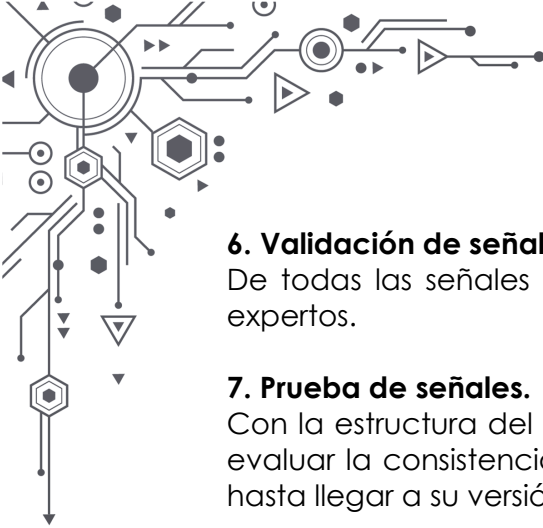 6. Validación de señal
De todas las señales
expertos.
7. Prueba de señales.
Con la estructura del
evaluar la consistencia
hasta llegar a su versió